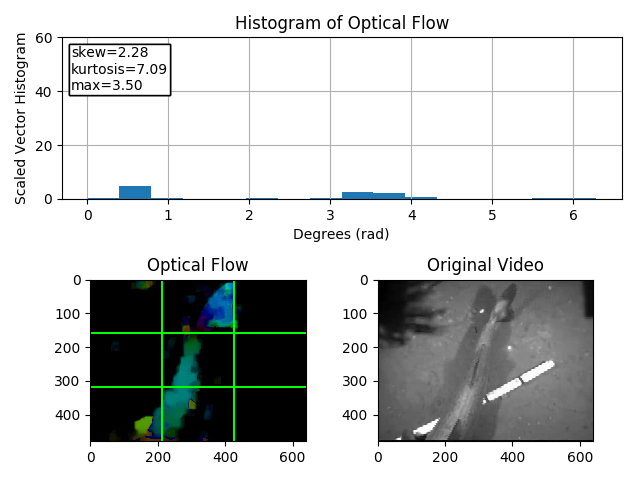 Histogram of Optical Flow
Scaled Vector Histogram
60
40
20
0
skew=2.28
kurtosis=7.09
max=3.50
0 1 2 3 4 5 6
Degrees (rad)
Optical Flow
0
100
200
300
400
0 200 400 600
Original Video
0
100
200
300
400
0 200 400 600